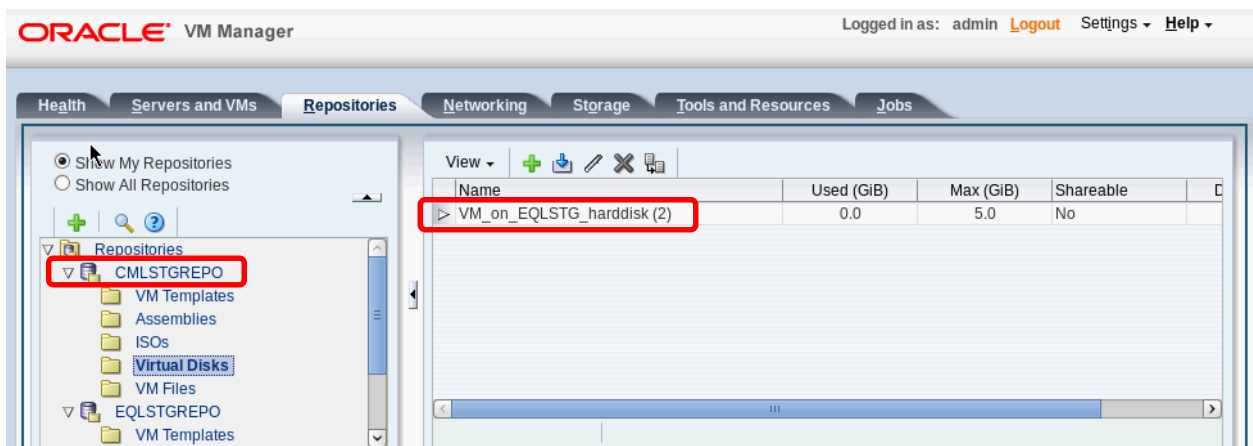 ORACLE VM Manager
Logged in as: admin Logout Settings Help
Health Servers and VMs Repositories Networking Storage Tools and Resources Jobs
Show My Repositories
Show All Repositories
Repositories
CMLSTGREPO
VM Templates
Assemblies
ISOs
Virtual Disks
VM Files
EQLSTGREPO
VM Templates
View
Name Used (GiB) Max (GiB) Shareable
VM_on_EQLSTG_harddisk (2) 0.0 5.0 No